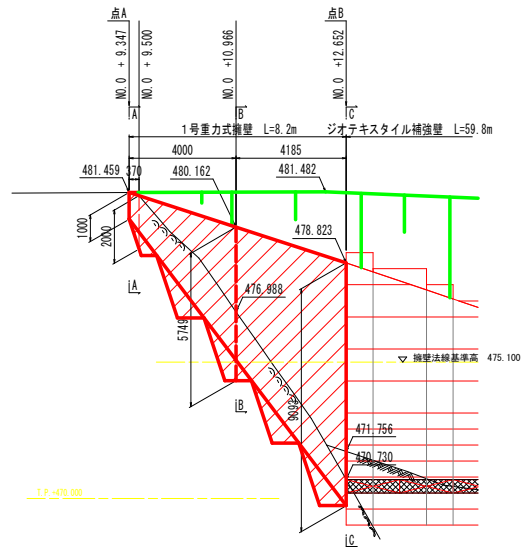 点A
点B
NO.0 + 9.347
NO.0 + 9.500
NO.0 +10.966
NO.0 +12.652
A
B
C
1号重力式擁壁 L=8.2m
ジオテキスタイル補強壁 L=59.8m
4000
4185
481.459
370
480.162
481.482
1000
2000
478.823
A
476.988
5749
擁壁法線基準高 475.100
B
9092
471.756
470.730
C